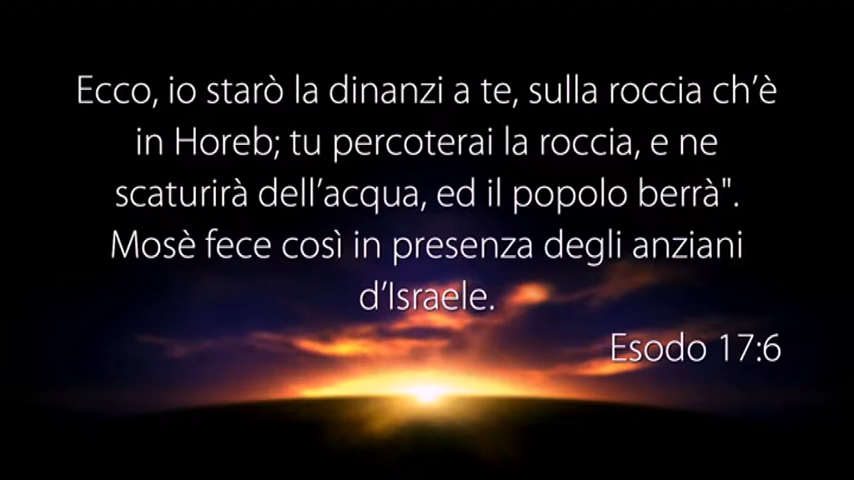 Ecco, io starò la dinanzi a te, sulla roccia ch’è
in Horeb; tu percoterai la roccia, e ne
scaturirà dell’acqua, ed il popolo berrà".
Mosè fece così in presenza degli anziani
d’Israele.
Esodo 17:6